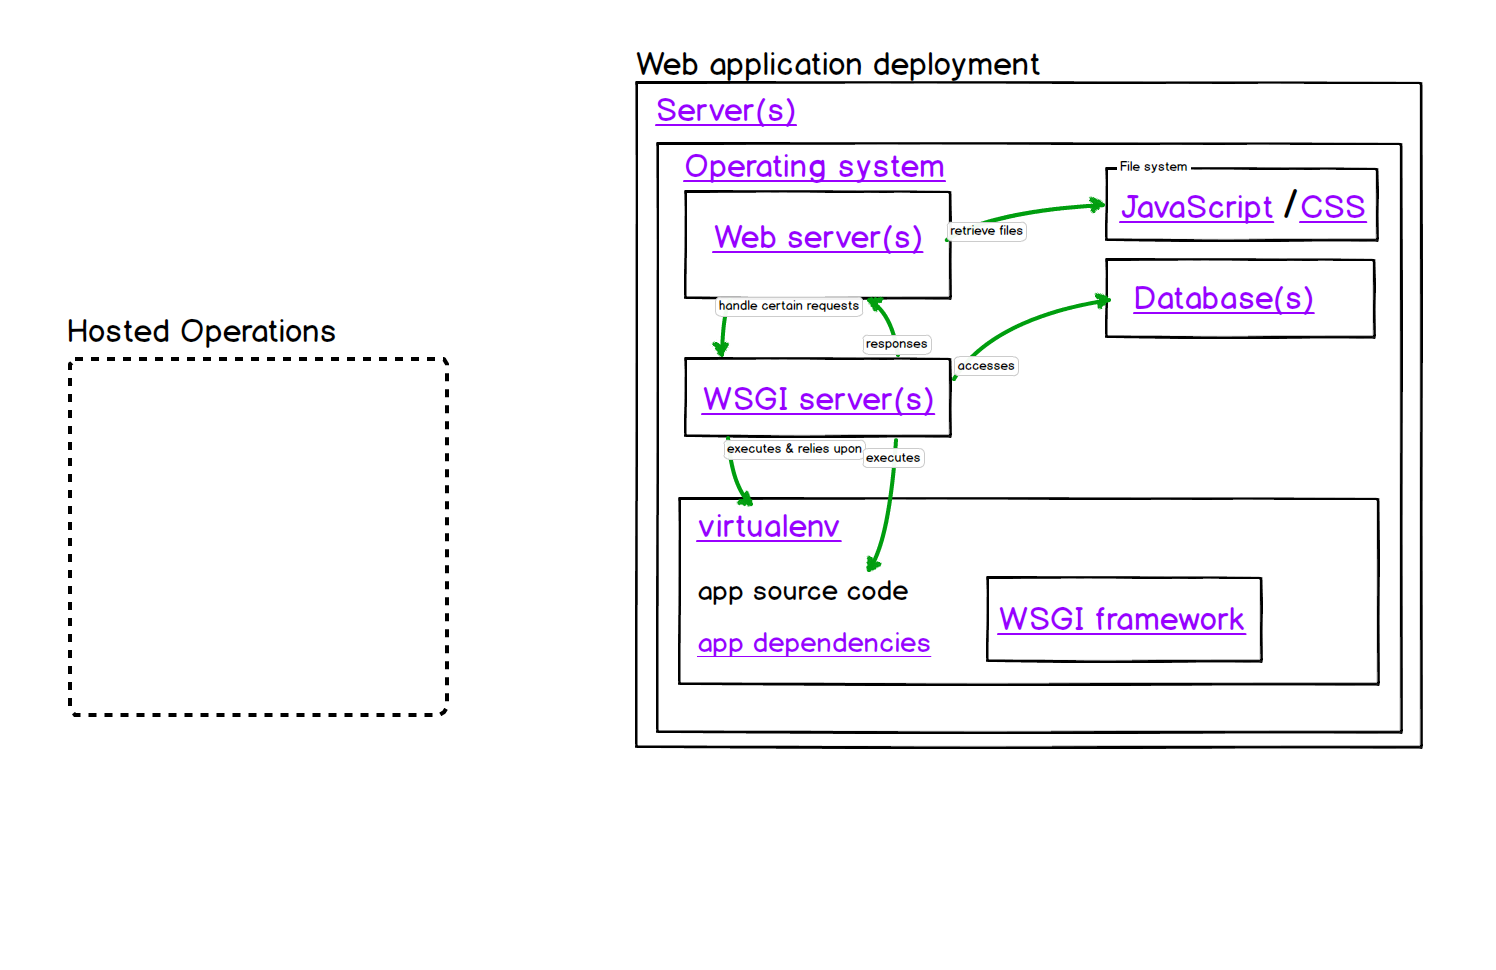 Web application deployment
Server(s)
Operating system
File system
JavaScript / CSS
Web server(s)
retrieve files
Database(s)
handle certain requests
responses
accesses
WSGI server(s)
executes & relies upon
executes
virtualenv
app source code
app dependencies
WSGI framework
Hosted Operations